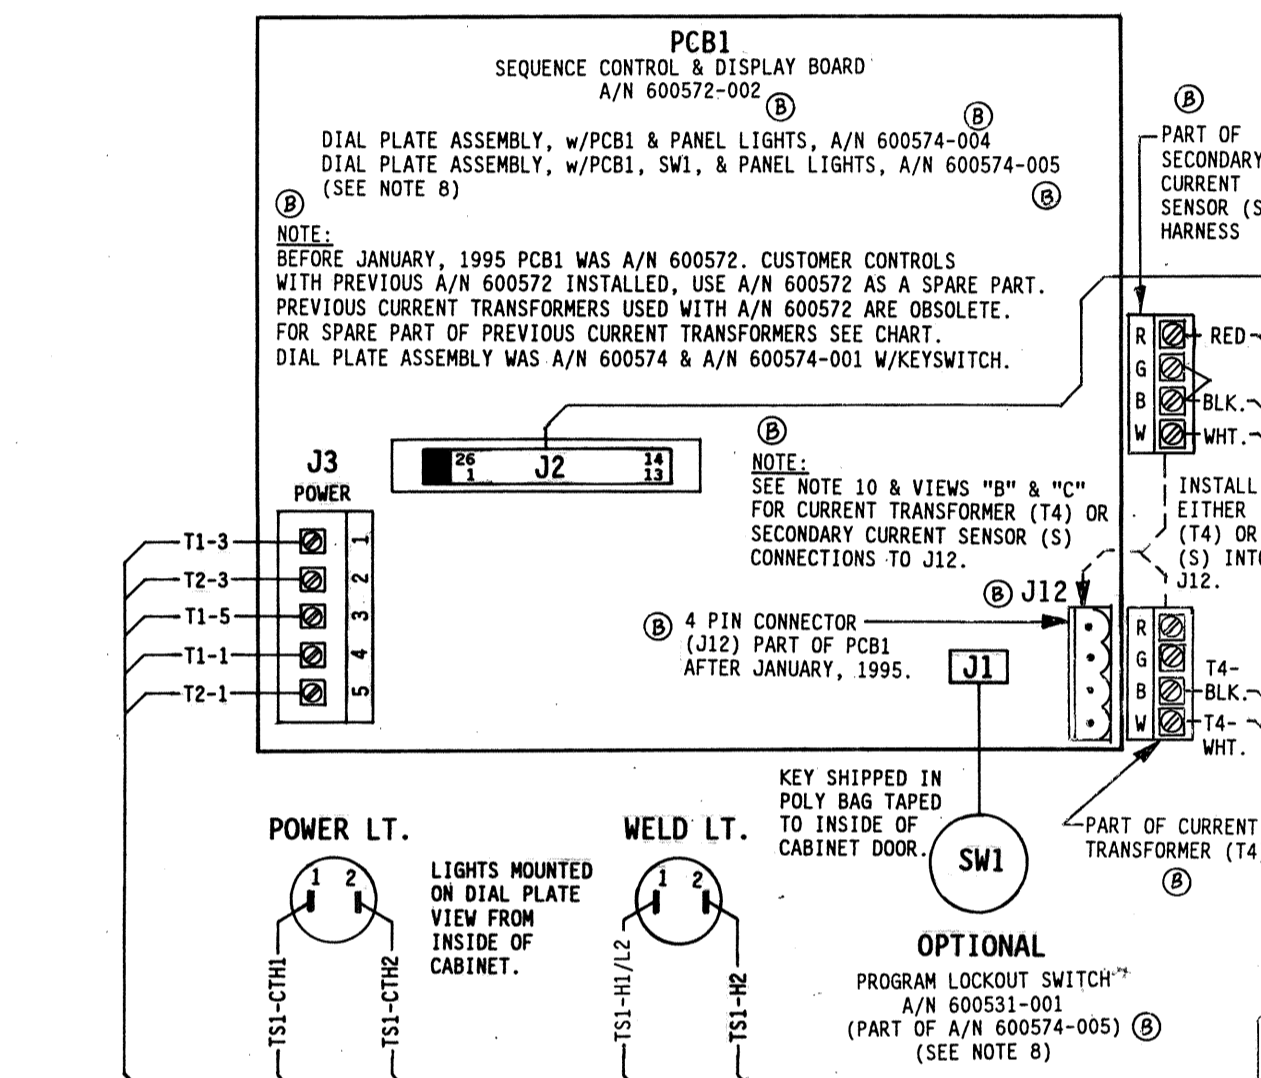 PCB1
SEQUENCE CONTROL & DISPLAY BOARD
A/N 600572-002
B
B
DIAL PLATE ASSEMBLY, w/PCB1 & PANEL LIGHTS, A/N 600574-004
DIAL PLATE ASSEMBLY, w/PCB1, SW1, & PANEL LIGHTS, A/N 600574-005
(SEE NOTE 8)
B
B
NOTE:
BEFORE JANUARY, 1995 PCB1 WAS A/N 600572. CUSTOMER CONTROLS
WITH PREVIOUS A/N 600572 INSTALLED, USE A/N 600572 AS A SPARE PART.
PREVIOUS CURRENT TRANSFORMERS USED WITH A/N 600572 ARE OBSOLETE.
FOR SPARE PART OF PREVIOUS CURRENT TRANSFORMERS SEE CHART.
DIAL PLATE ASSEMBLY WAS A/N 600574 & A/N 600574-001 W/KEYSWITCH.
B
PART OF
SECONDARY
CURRENT
SENSOR (S
HARNESS
R
RED
G
B
BLK.
W
WHT.
26
14
J2
1
13
J3
POWER
T1-3
1
T2-3
2
T1-5
3
T1-1
4
T2-1
5
B
NOTE:
SEE NOTE 10 & VIEWS "B" & "C"
FOR CURRENT TRANSFORMER (T4) OR
SECONDARY CURRENT SENSOR (S)
CONNECTIONS TO J12.
INSTALL
EITHER
(T4) OR
(S) INTO
J12.
B J12
B
4 PIN CONNECTOR
(J12) PART OF PCB1
AFTER JANUARY, 1995.
J1
R
G
T4-
B
BLK.
W
T4-
WHT.
KEY SHIPPED IN
POLY BAG TAPED
TO INSIDE OF
CABINET DOOR.
SW1
PART OF CURRENT
TRANSFORMER (T4
B
POWER LT.
1 2
TS1-CTH1
TS1-CTH2
LIGHTS MOUNTED
ON DIAL PLATE
VIEW FROM
INSIDE OF
CABINET.
WELD LT.
1 2
TS1-H1/L2
TS1-H2
OPTIONAL
PROGRAM LOCKOUT SWITCH
A/N 600531-001
(PART OF A/N 600574-005) B
(SEE NOTE 8)